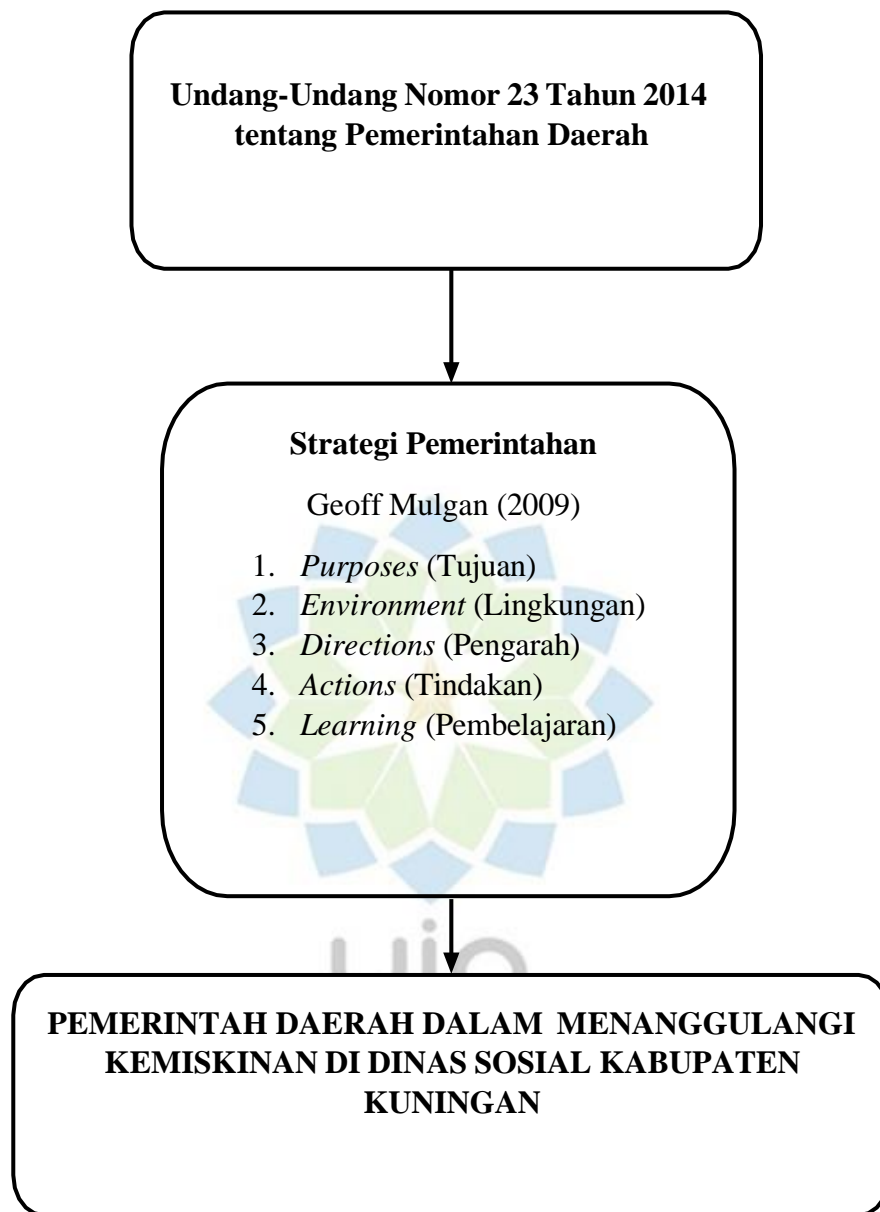 Undang-Undang Nomor 23 Tahun 2014
tentang Pemerintahan Daerah
Strategi Pemerintahan
Geoff Mulgan (2009)
1. Purposes (Tujuan)
2. Environment (Lingkungan)
3. Directions (Pengarah)
4. Actions (Tindakan)
5. Learning (Pembelajaran)
uin
PEMERINTAH DAERAH DALAM MENANGGULANGI
KEMISKINAN DI DINAS SOSIAL KABUPATEN
KUNINGAN